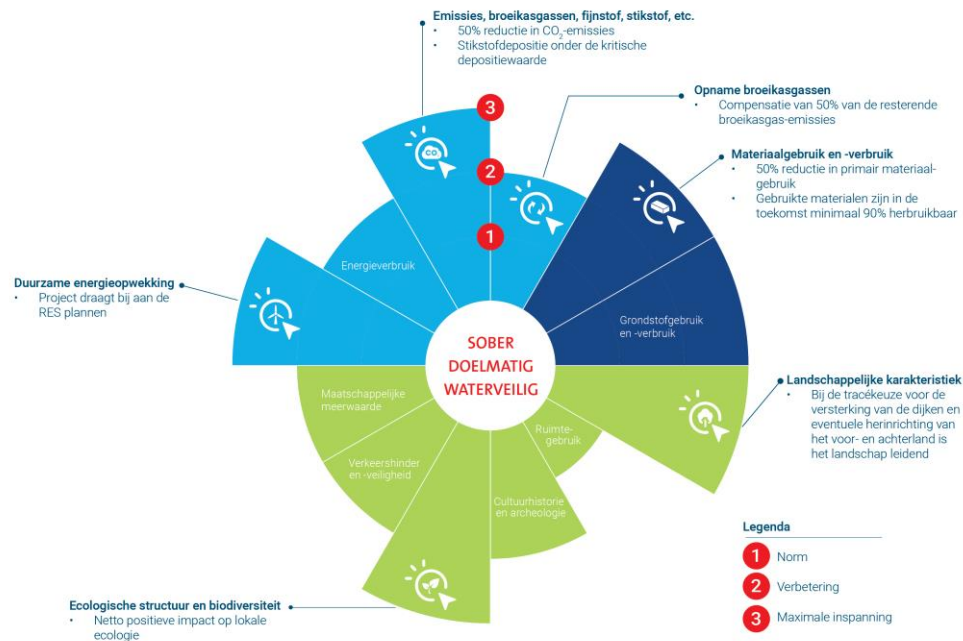 Emissies, broeikasgassen, fijnstof, stikstof, etc.
• 50% reductie in CO₂-emissies
• Stikstofdepositie onder de kritische
depositiewaarde
Opname broeikasgassen
• Compensatie van 50% van de resterende
broeikasgas-emissies
Materiaalgebruik en -verbruik
• 50% reductie in primair materiaal-
gebruik
• Gebruikte materialen zijn in de
toekomst minimaal 90% herbruikbaar
3
CO₂
2
1
Energieverbruik
Duurzame energieopwekking
• Project draagt bij aan de
RES plannen
Grondstofgebruik
en -verbruik
SOBER
DOELMATIG
WATERVEILIG
Landschappelijke karakteristiek
• Bij de tracékeuze voor de
versterking van de dijken en
eventuele herinrichting van
het voor- en achterland is
het landschap leidend
Maatschappelijke
meerwaarde
Ruimte-
gebruik
Verkeershinder
en -veiligheid
Cultuurhistorie
en archeologie
Ecologische structuur en biodiversiteit
• Netto positieve impact op lokale
ecologie
Legenda
1 Norm
2 Verbetering
3 Maximale inspanning